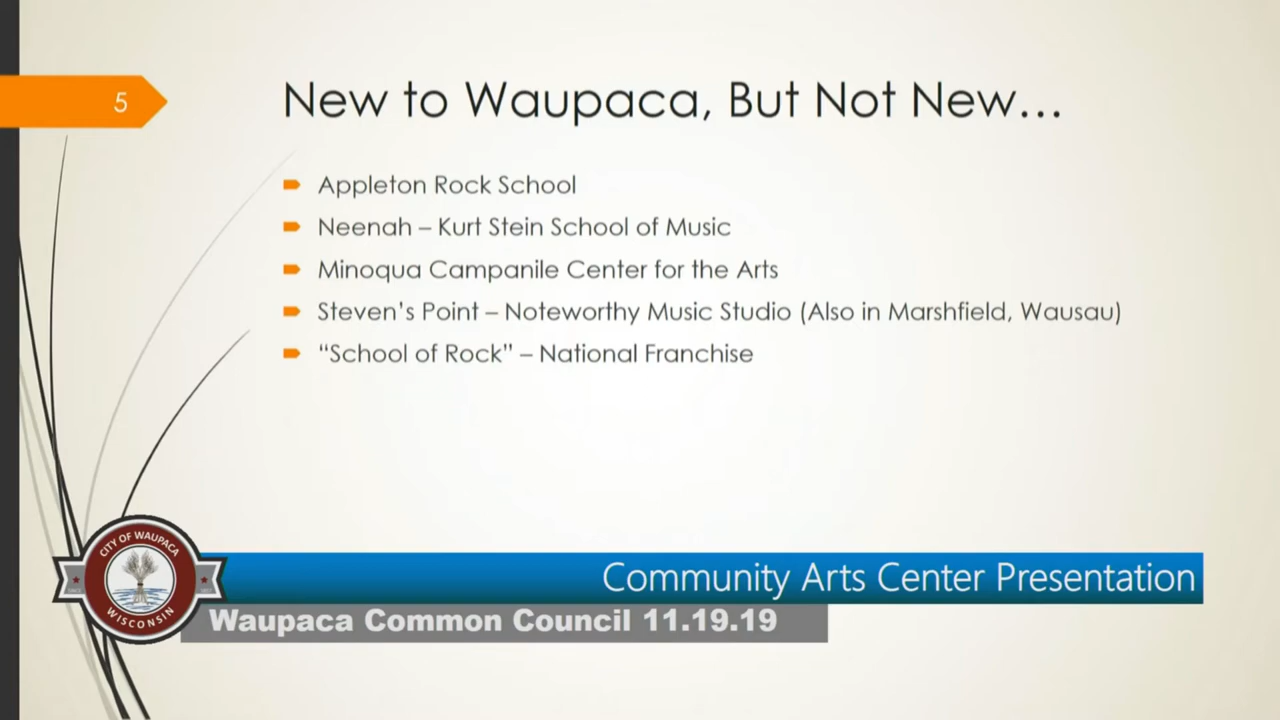 5
New to Waupaca, But Not New...
Appleton Rock School
Neenah – Kurt Stein School of Music
Minoqua Campanile Center for the Arts
Steven's Point – Noteworthy Music Studio (Also in Marshfield, Wausau)
“School of Rock” – National Franchise
CITY OF WAUPACA
WISCONSIN
Community Arts Center Presentation
Waupaca Common Council 11.19.19